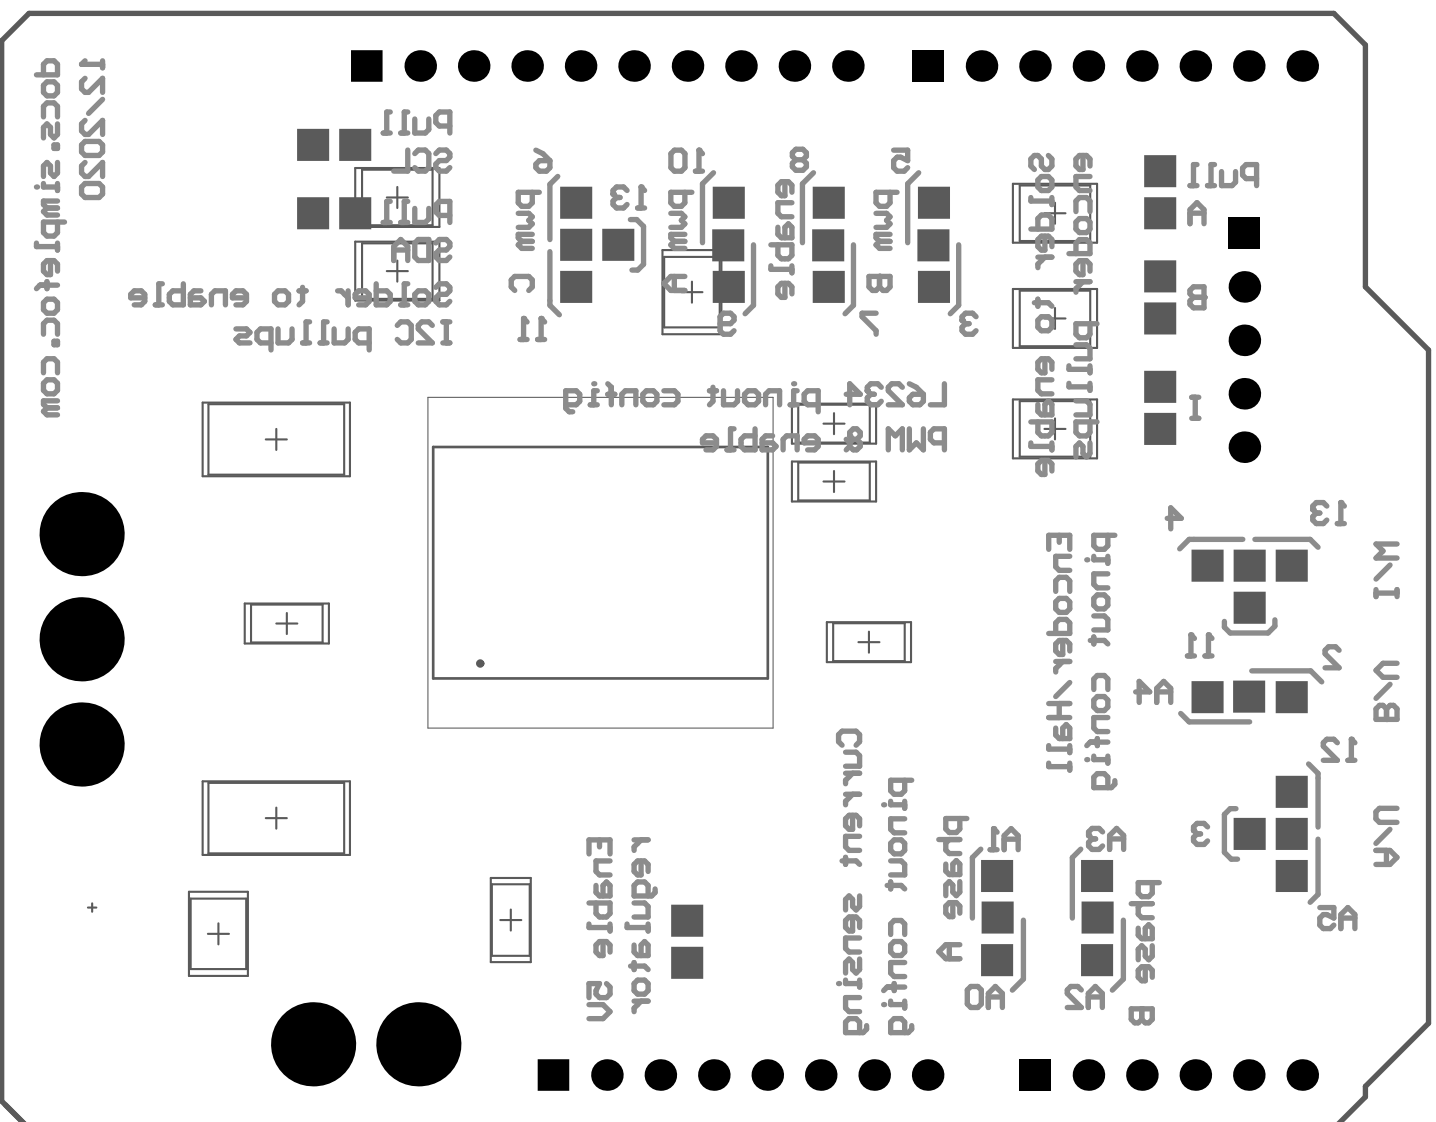 12/2020
docs.simplefoc.com
Pull
SCL
Pull
SDA
Solder to enable
I2C pullups
6
13
pwm C
11
10
pwm A
9
8
enable
7
5
pwm B
3
L6234 pinout config
PWM & enable
encoder pullups
Solder to enable
Pull
A
B
I
pinout config
Encoder/Hall
4
13
M/I
11
2
A4
V/B
12
3
U/A
A5
regulator
Enable 5V
Current sensing
pinout config
phase A
A1
A0
A3
phase B
A2